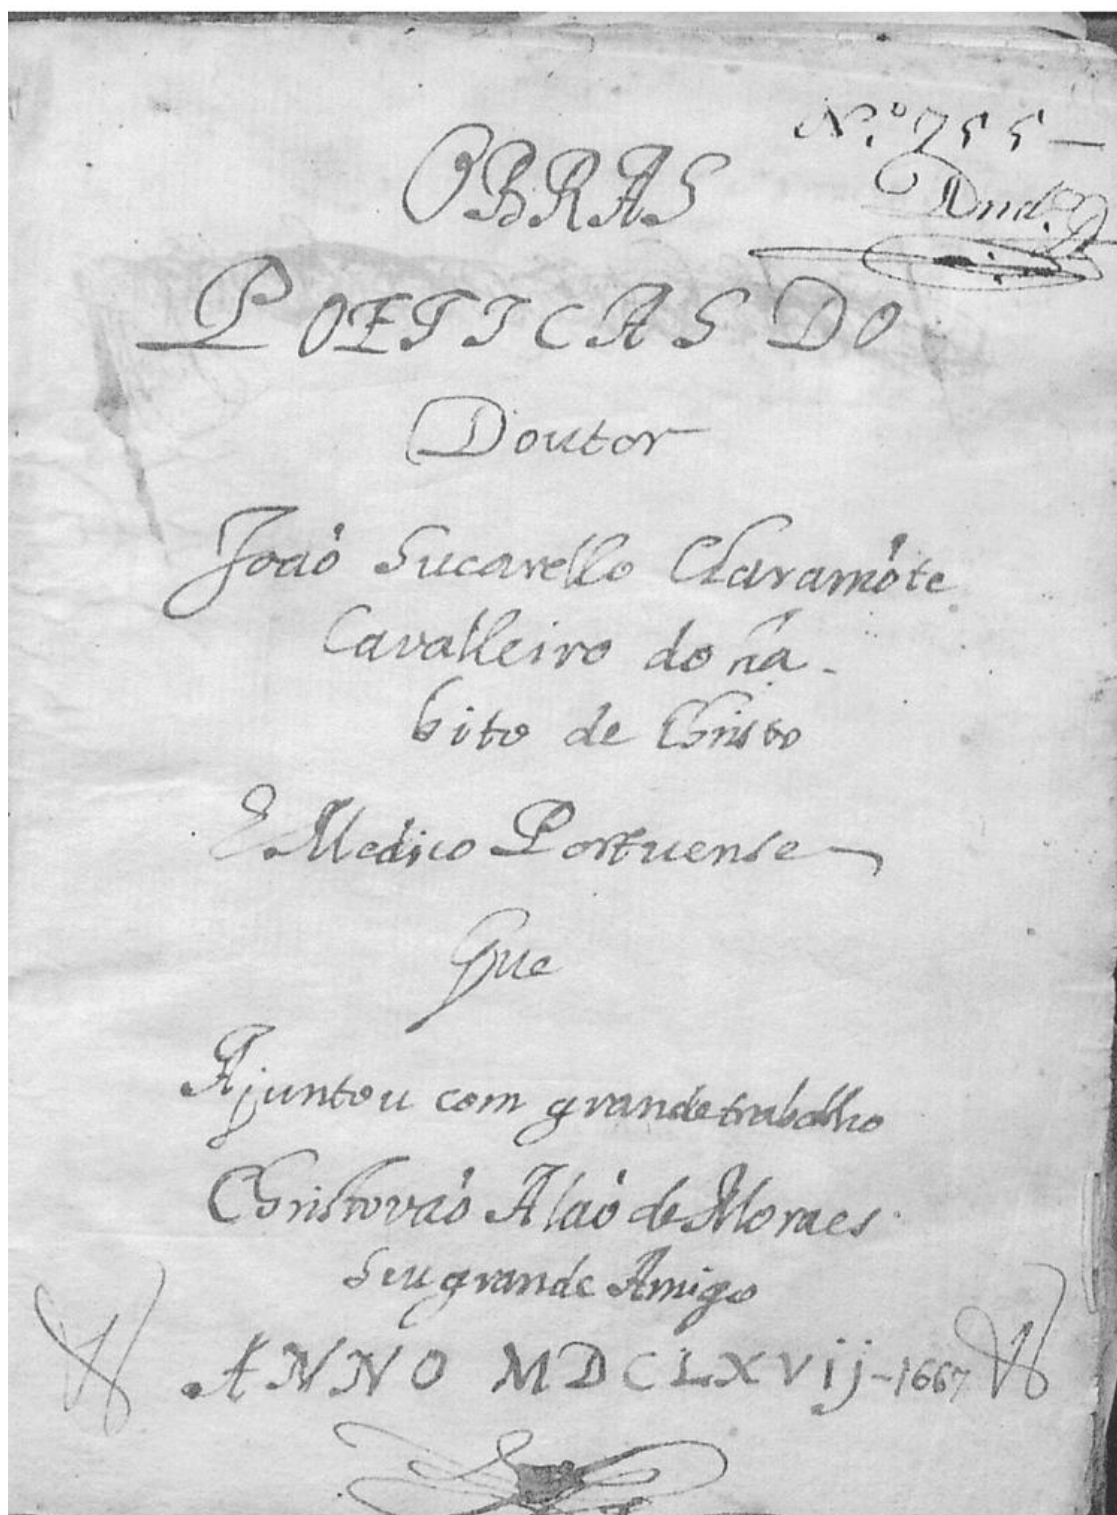 N.º 755 —
OBRAS
POETICAS DO
Doutor
Joaõ Sucarello Claramõte
Cavalleiro do ha-
bito de Christo
E Medico Portuense
Que
Ajuntou com grande trabalho
Christovaõ Alaõ de Moraes
seu grande Amigo
ANNO MDCLXVIJ - 1667